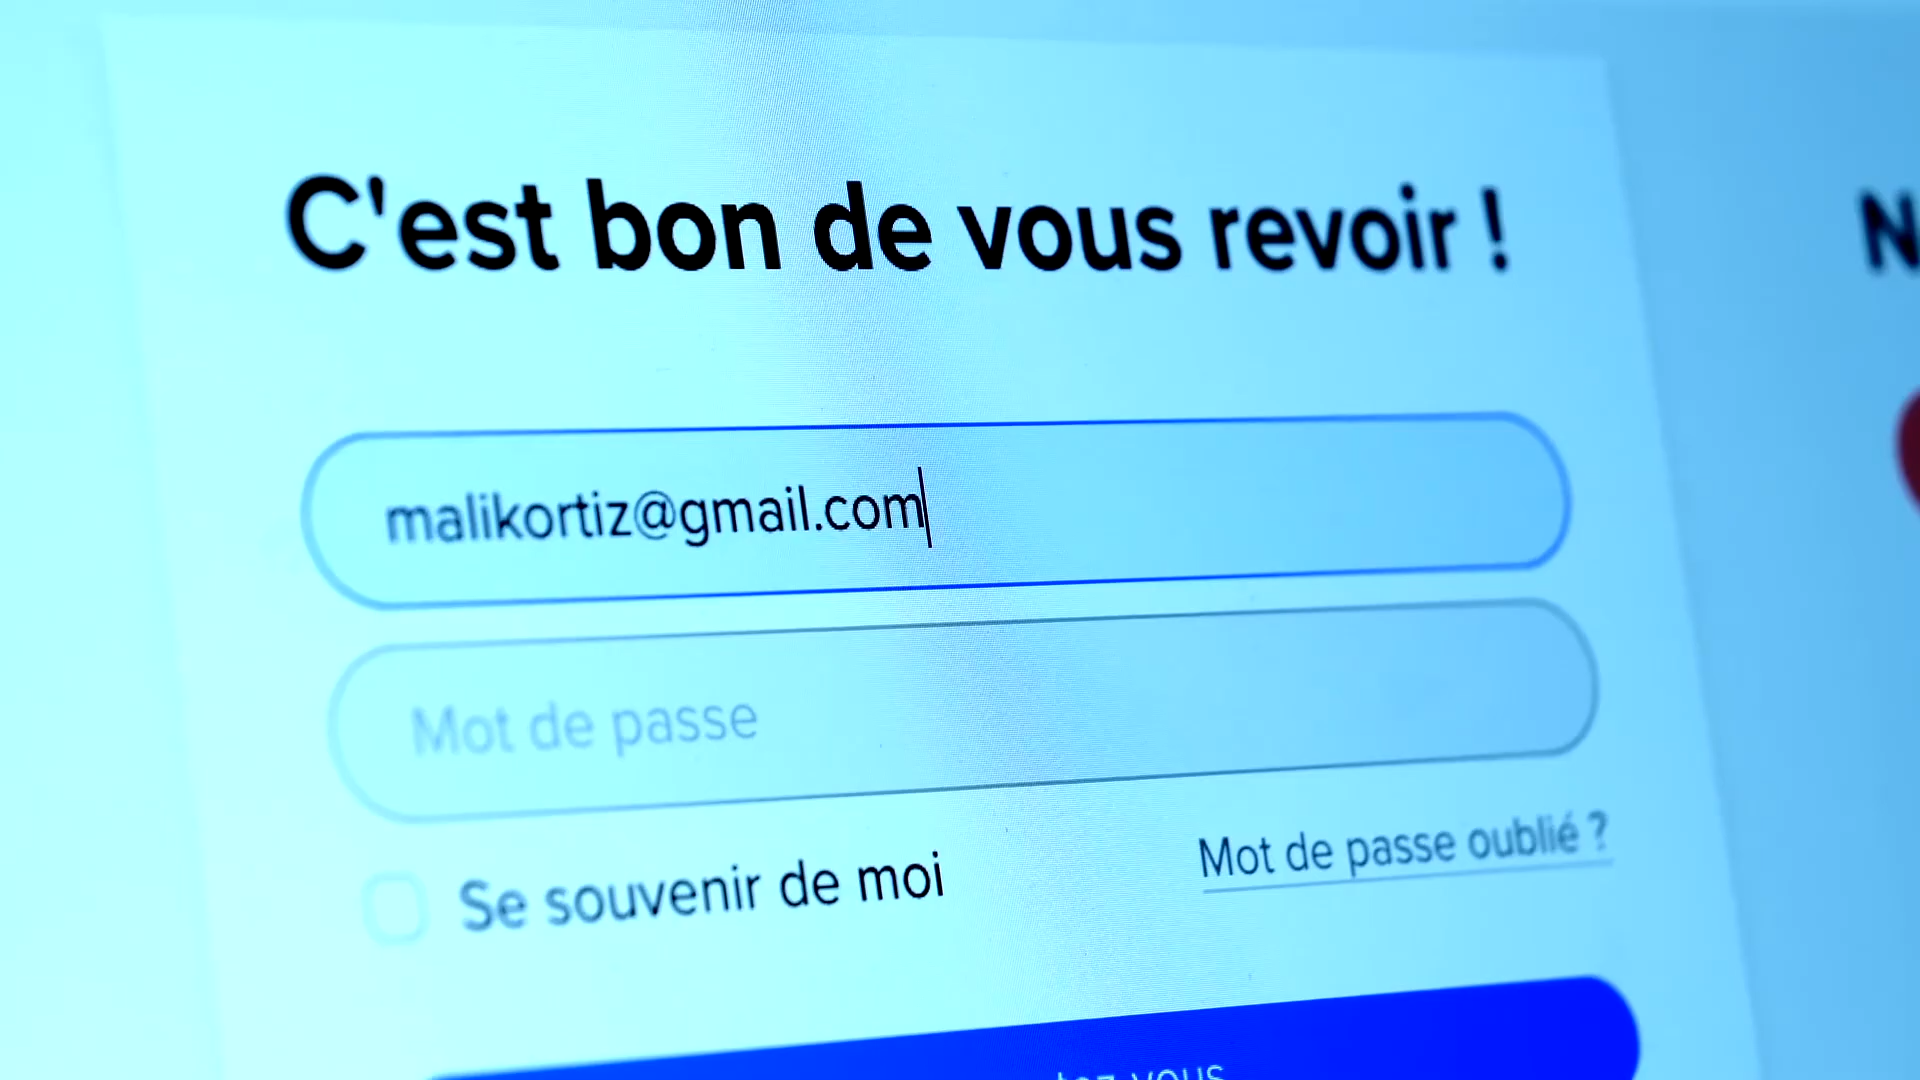 C'est bon de vous revoir !
malikortiz@gmail.com
Mot de passe
Se souvenir de moi
Mot de passe oublié ?